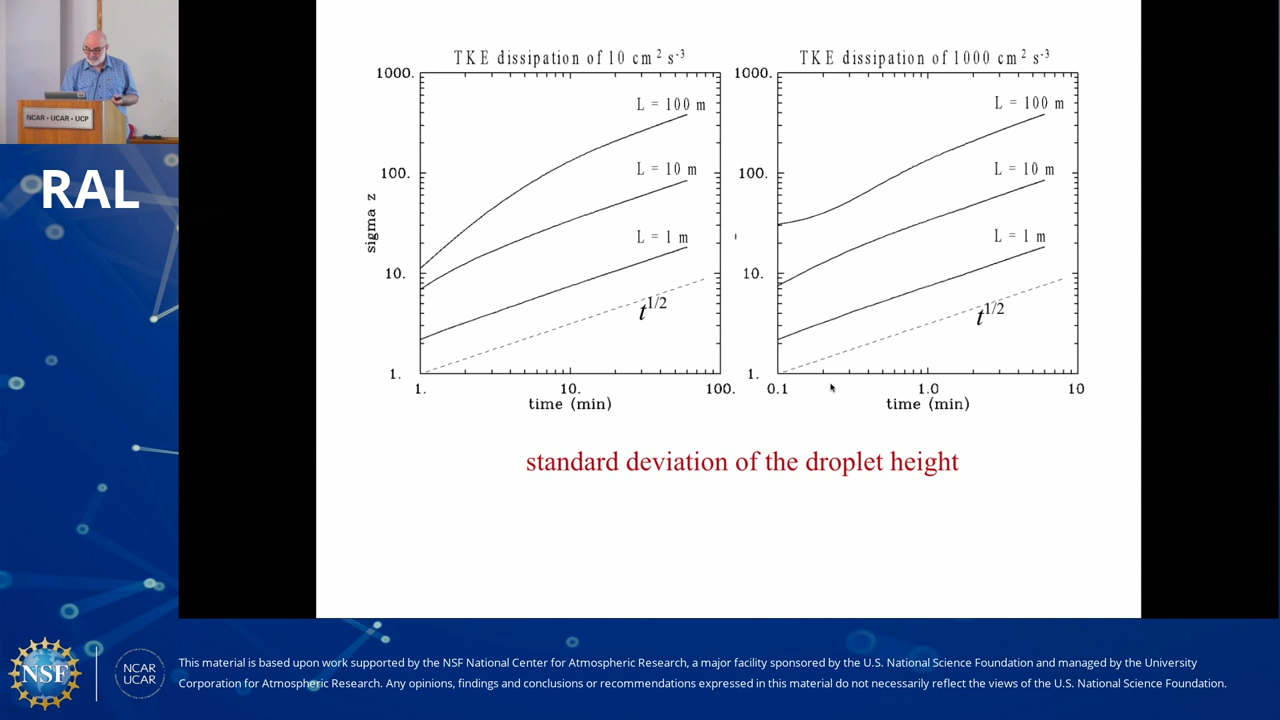 NCAR • UCAR • UCP
RAL
TKE dissipation of 10 cm² s⁻³
1000.
100.
10.
1.
sigma z
L = 100 m
L = 10 m
L = 1 m
t^1/2
1. 10. 100.
time (min)
TKE dissipation of 1000 cm² s⁻³
1000.
100.
10.
1.
L = 100 m
L = 10 m
L = 1 m
t^1/2
0.1 1.0 10
time (min)
standard deviation of the droplet height
NSF
NCAR
UCAR
This material is based upon work supported by the NSF National Center for Atmospheric Research, a major facility sponsored by the U.S. National Science Foundation and managed by the University
Corporation for Atmospheric Research. Any opinions, findings and conclusions or recommendations expressed in this material do not necessarily reflect the views of the U.S. National Science Foundation.